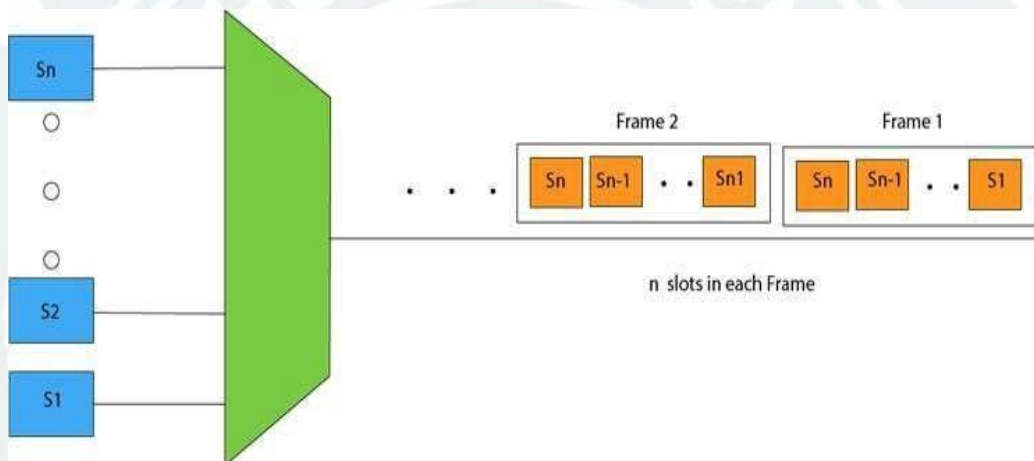 Sn
S2
S1
Frame 2
Sn Sn-1 . . Sn1
Frame 1
Sn Sn-1 . . S1
. . .
n slots in each Frame